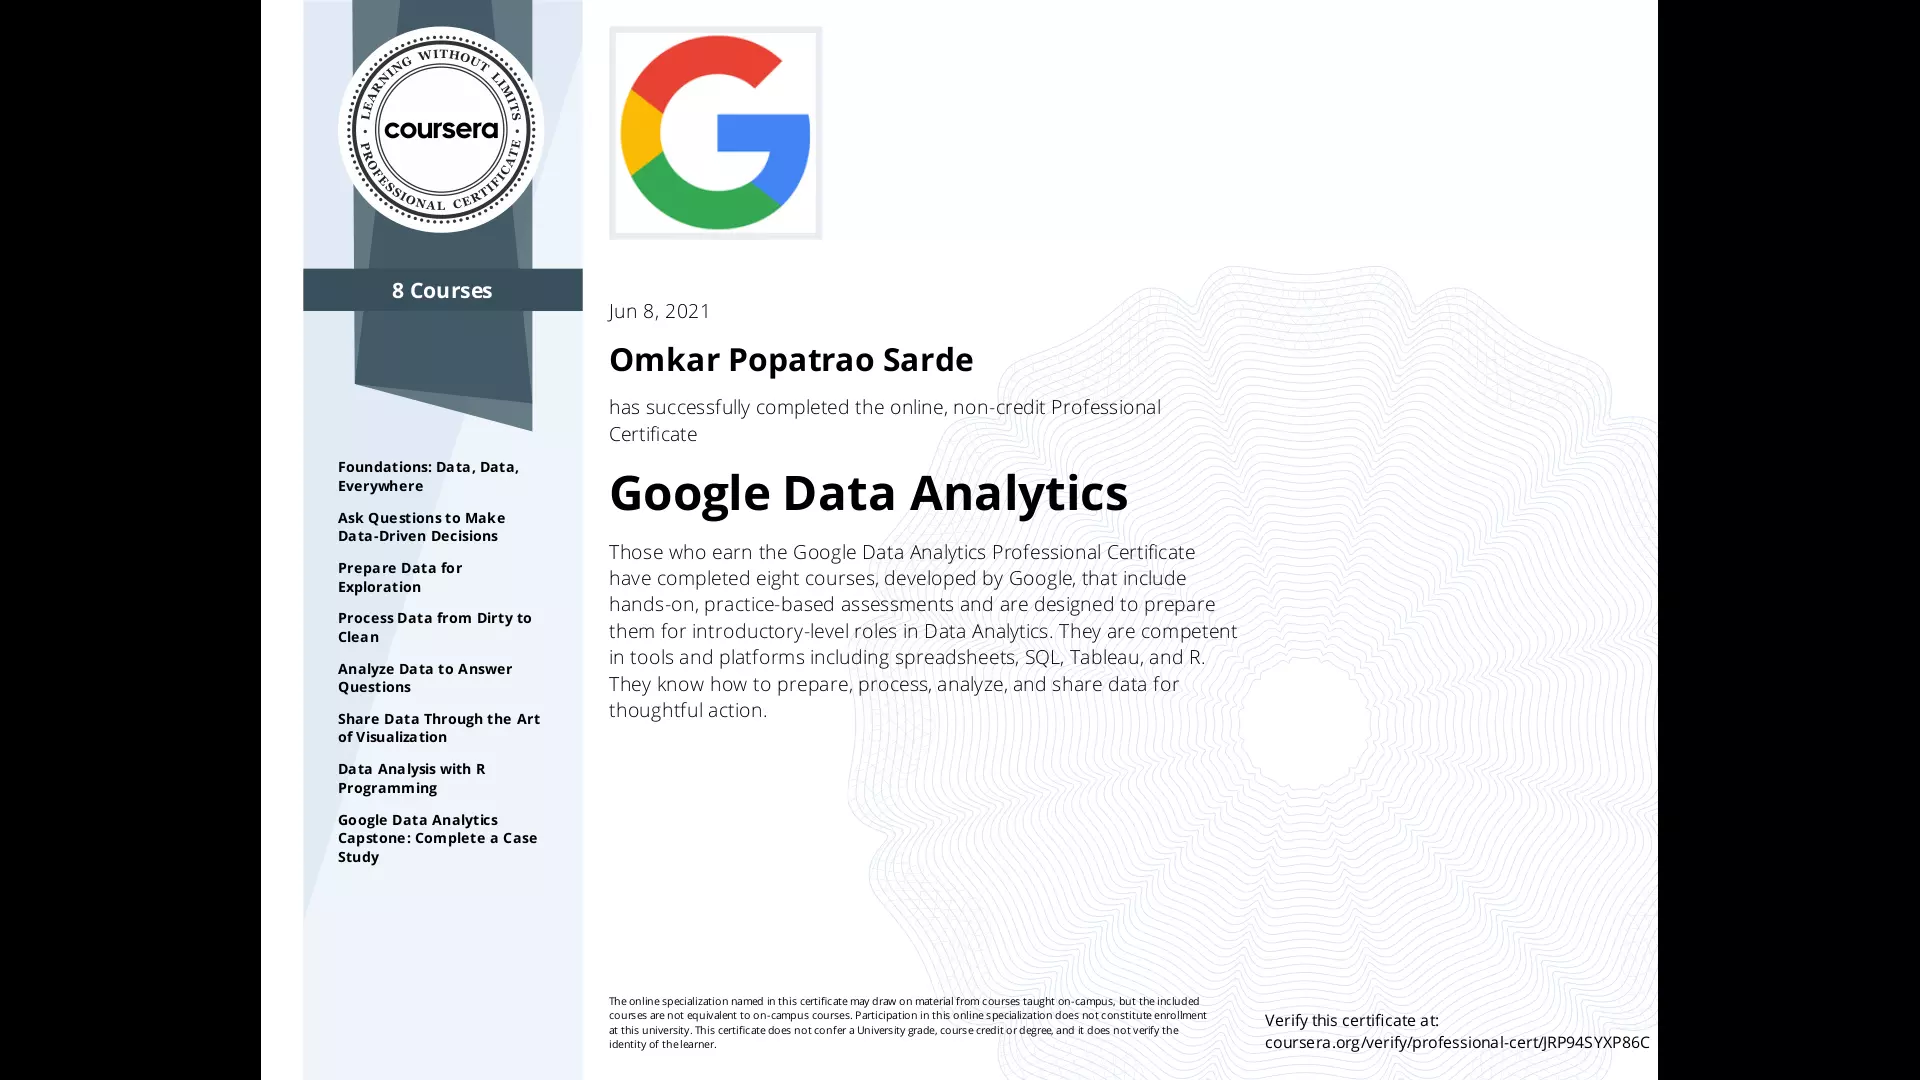 LEARNING WITHOUT LIMITS
coursera
PROFESSIONAL CERTIFICATE
8 Courses
Foundations: Data, Data,
Everywhere
Ask Questions to Make
Data-Driven Decisions
Prepare Data for
Exploration
Process Data from Dirty to
Clean
Analyze Data to Answer
Questions
Share Data Through the Art
of Visualization
Data Analysis with R
Programming
Google Data Analytics
Capstone: Complete a Case
Study
Jun 8, 2021
Omkar Popatrao Sarde
has successfully completed the online, non-credit Professional
Certificate
Google Data Analytics
Those who earn the Google Data Analytics Professional Certificate
have completed eight courses, developed by Google, that include
hands-on, practice-based assessments and are designed to prepare
them for introductory-level roles in Data Analytics. They are competent
in tools and platforms including spreadsheets, SQL, Tableau, and R.
They know how to prepare, process, analyze, and share data for
thoughtful action.
The online specialization named in this certificate may draw on material from courses taught on-campus, but the included
courses are not equivalent to on-campus courses. Participation in this online specialization does not constitute enrollment
at this university. This certificate does not confer a University grade, course credit or degree, and it does not verify the
identity of the learner.
Verify this certificate at:
coursera.org/verify/professional-cert/JRP94SYXP86C